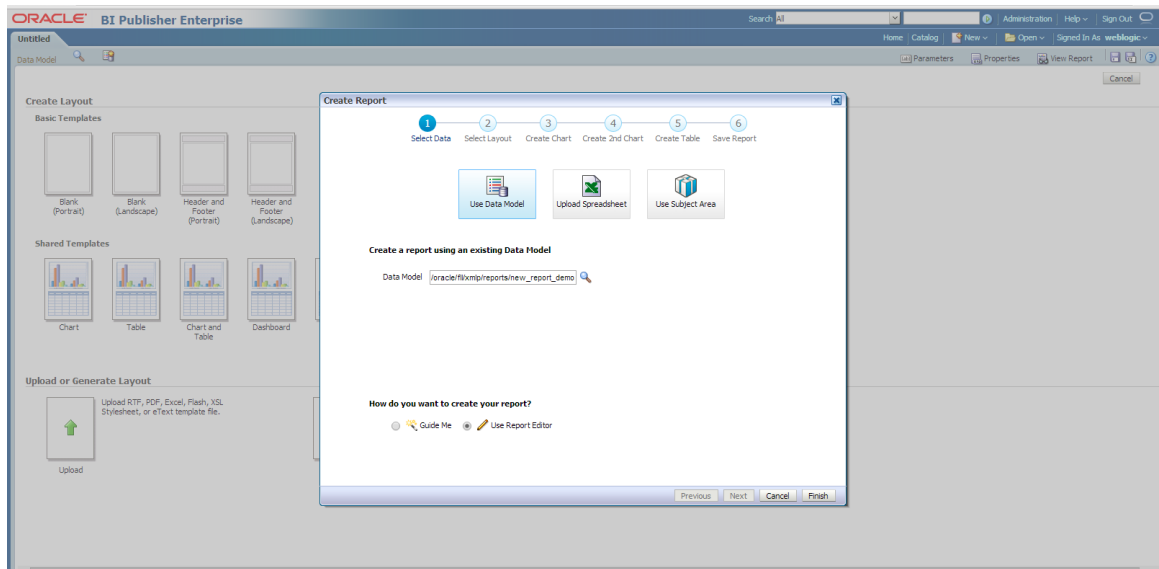 ORACLE BI Publisher Enterprise
Search All
Administration Help Sign Out
Untitled
Home Catalog New Open Signed In As weblogic
Data Model
Parameters Properties View Report
Cancel
Create Layout
Basic Templates
Blank (Portrait)
Blank (Landscape)
Header and Footer (Portrait)
Header and Footer (Landscape)
Shared Templates
Chart
Table
Chart and Table
Dashboard
Upload or Generate Layout
Upload RTF, PDF, Excel, Flash, XSL
Stylesheet, or eText template file.
Upload
Create Report
1 2 3 4 5 6
Select Data Select Layout Create Chart Create 2nd Chart Create Table Save Report
Use Data Model Upload Spreadsheet Use Subject Area
Create a report using an existing Data Model
Data Model /oracle/fil/xmlp/reports/new_report_demo
How do you want to create your report?
Guide Me Use Report Editor
Previous Next Cancel Finish